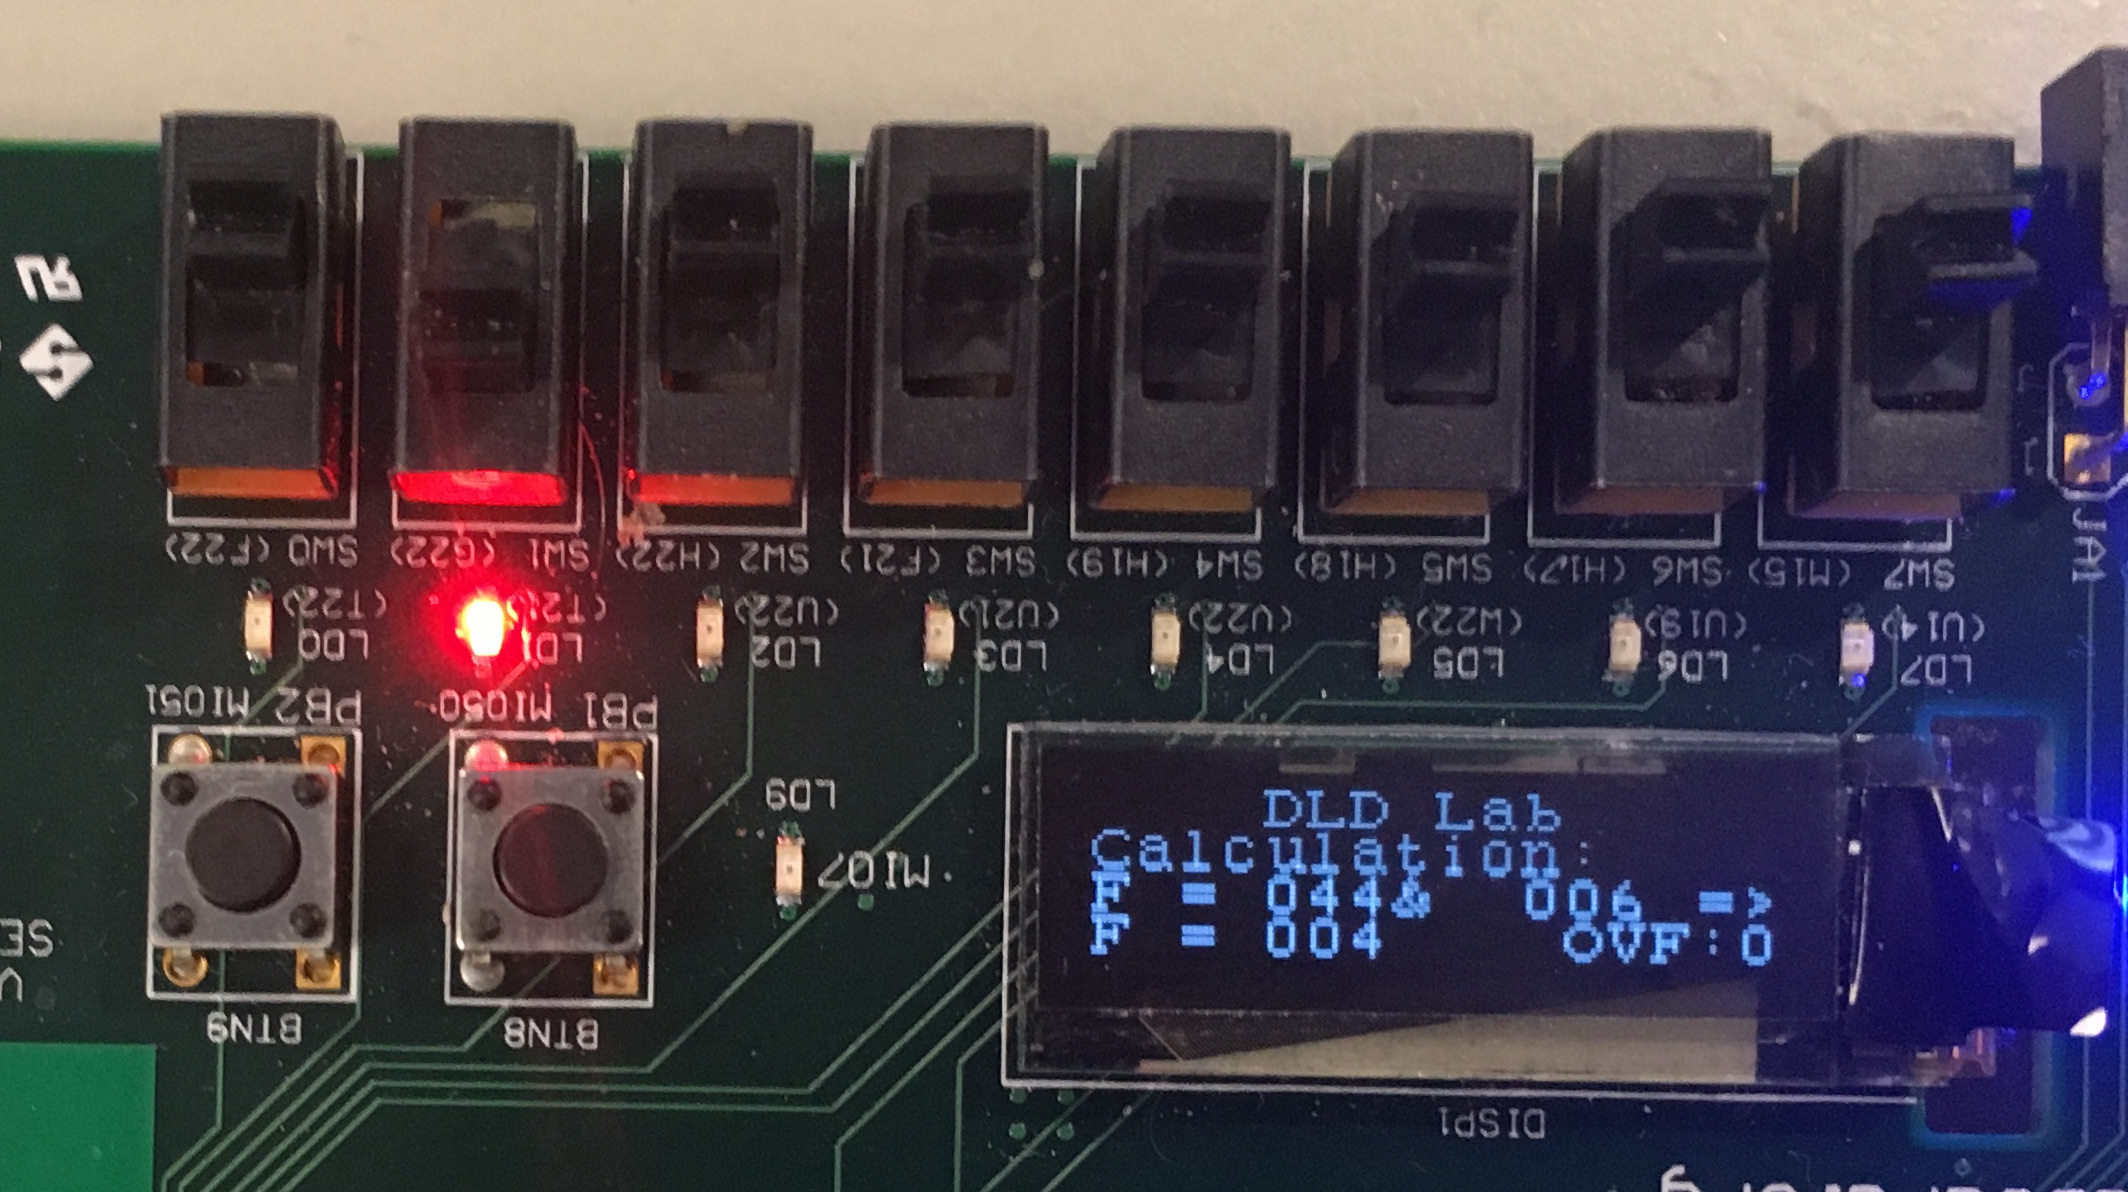 SW0 (F22)
SW1 (G22)
SW2 (H22)
SW3 (F21)
SW4 (H19)
SW5 (H18)
SW6 (H17)
SW7 (M15)
JA1
(T22)
LD0
LD1
(U22)
LD2
(U21)
LD3
(V22)
LD4
(W22)
LD5
(U19)
LD6
(U14)
LD7
PB2 MIO51
PB1 MIO50
LD9
MIO7
BTN9
BTN8
DLD Lab
Calculation:
F = 044& 006 =>
F = 004 OVF:0
DISP1